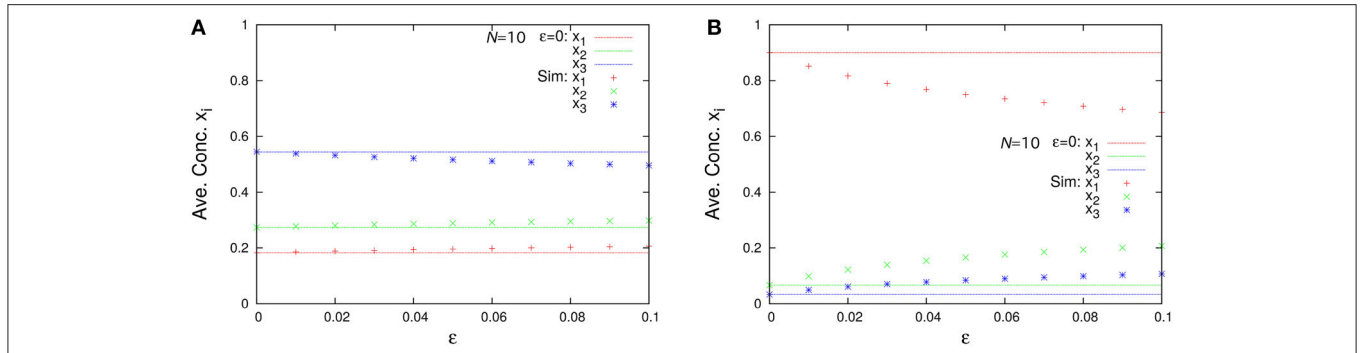 A
Ave. Conc. xi
1
0.8
0.6
0.4
0.2
0
N=10 ε=0: x1
x2
x3
Sim: x1
x2
x3
0 0.02 0.04 0.06 0.08 0.1
ε
B
Ave. Conc. xi
1
0.8
0.6
0.4
0.2
0
N=10 ε=0: x1
x2
x3
Sim: x1
x2
x3
0 0.02 0.04 0.06 0.08 0.1
ε